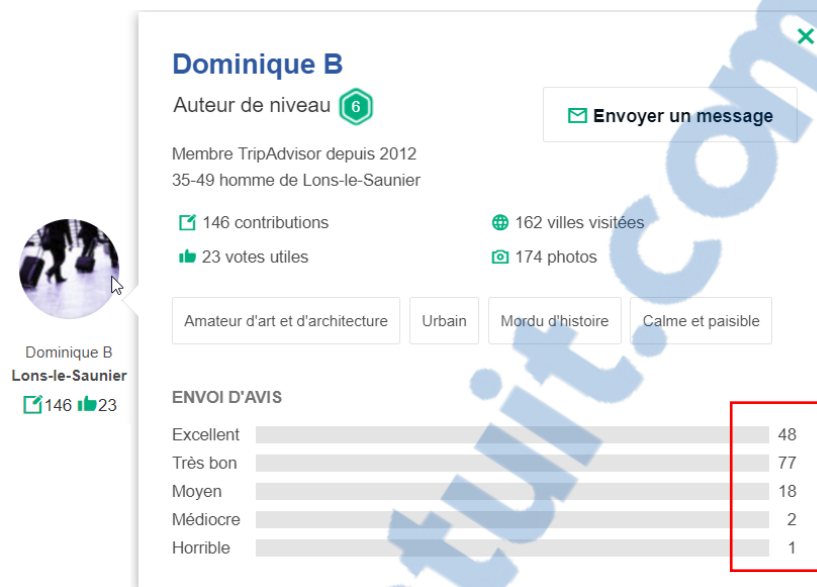 Dominique B
Auteur de niveau 6
Envoyer un message
Membre TripAdvisor depuis 2012
35-49 homme de Lons-le-Saunier
146 contributions
162 villes visitées
23 votes utiles
174 photos
Amateur d'art et d'architecture
Urbain
Mordu d'histoire
Calme et paisible
Dominique B
Lons-le-Saunier
146 23
ENVOI D'AVIS
Excellent 48
Très bon 77
Moyen 18
Médiocre 2
Horrible 1
tuit.com